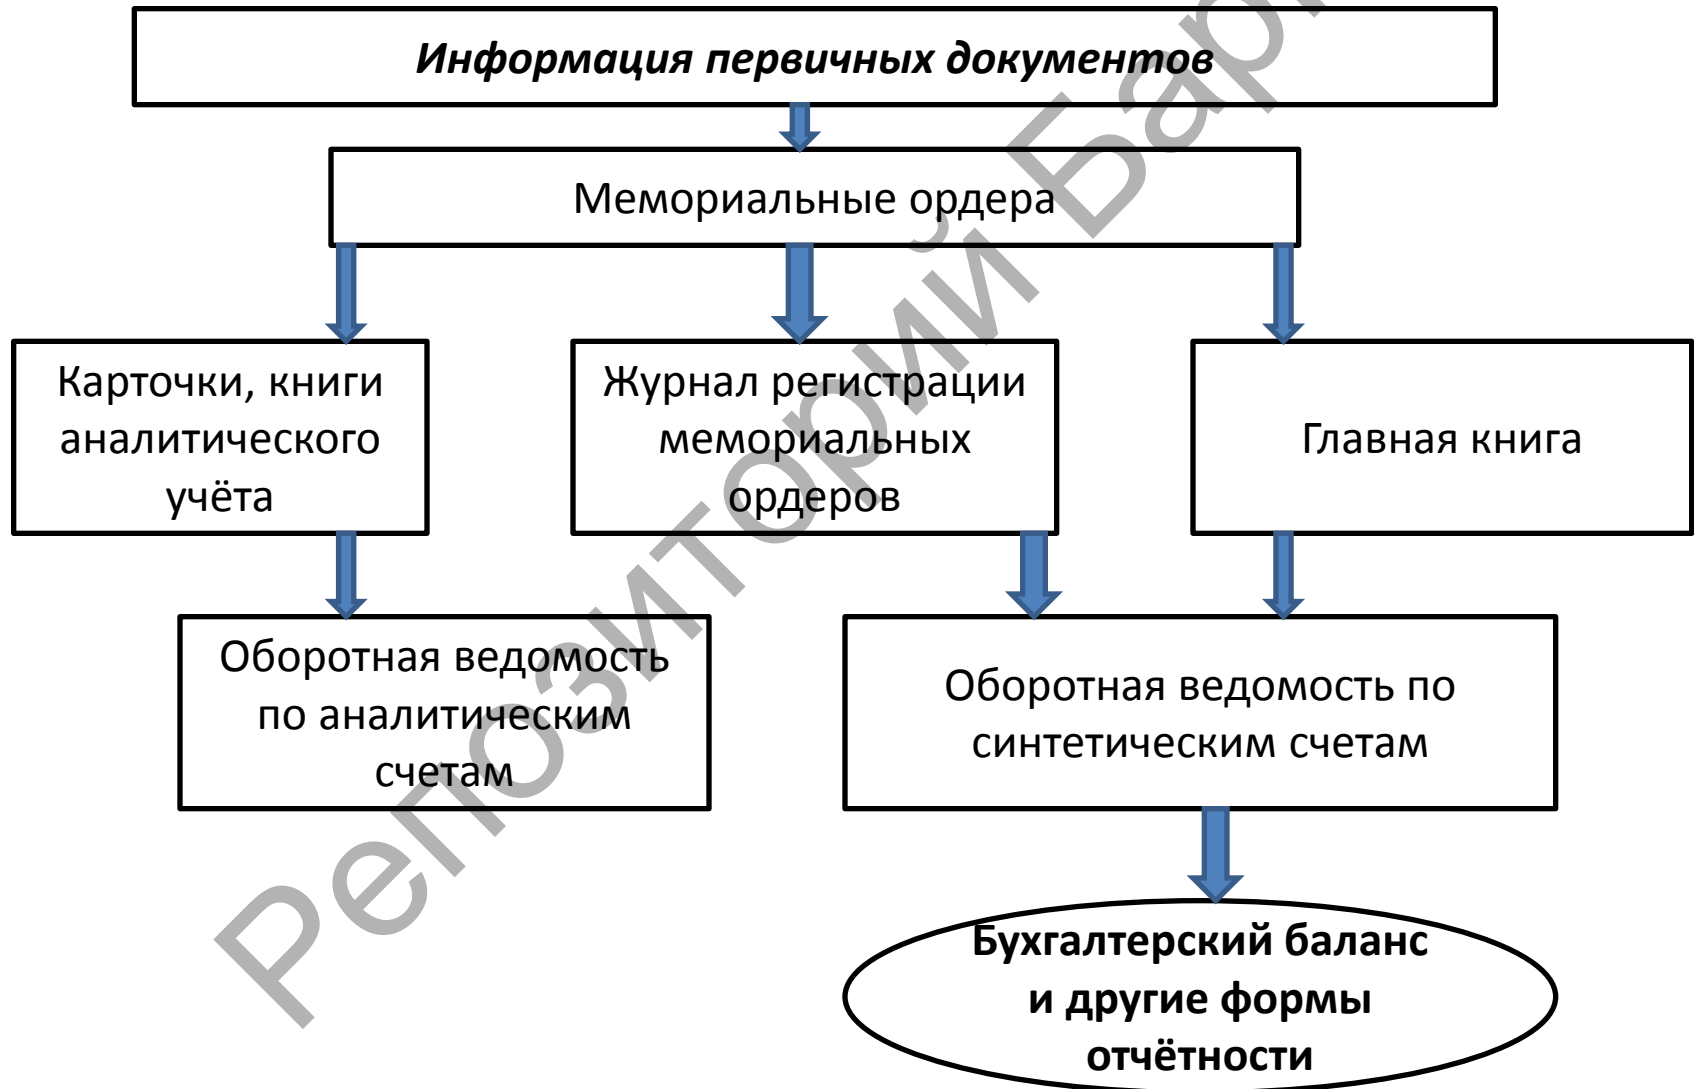 Информация первичных документов
Мемориальные ордера
Карточки, книги
аналитического
учёта
Журнал регистрации
мемориальных
ордеров
Главная книга
Оборотная ведомость
по аналитическим
счетам
Оборотная ведомость по
синтетическим счетам
Бухгалтерский баланс
и другие формы
отчётности
Репозиторий